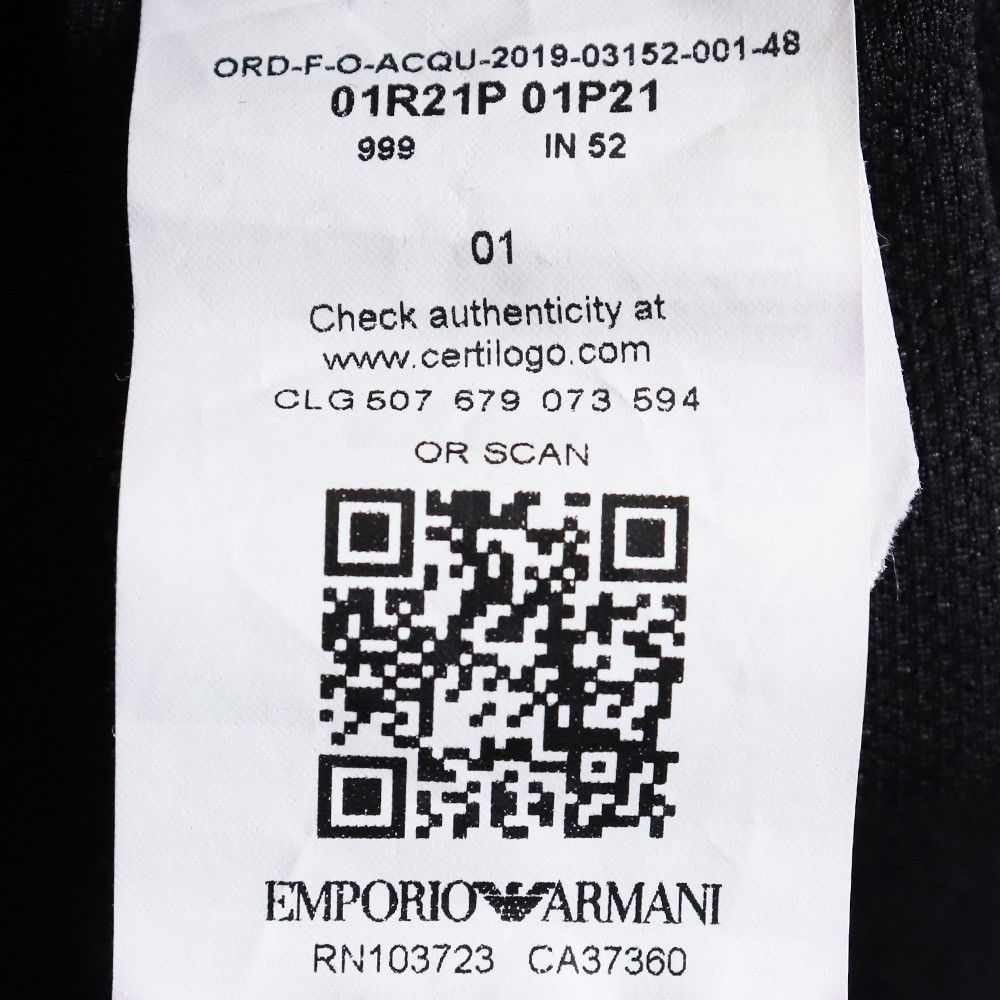 ORD-F-O-ACQU-2019-03152-001-48
01R21P 01P21
999 IN 52
01
Check authenticity at
www.certilogo.com
CLG 507 679 073 594
OR SCAN
EMPORIO ARMANI
RN103723 CA37360